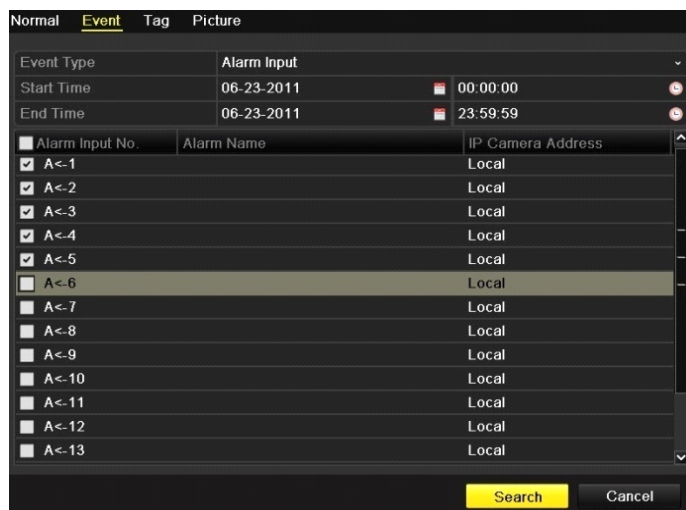 Normal Event Tag Picture
Event Type Alarm Input
Start Time 06-23-2011 00:00:00
End Time 06-23-2011 23:59:59
Alarm Input No. Alarm Name IP Camera Address
A<-1 Local
A<-2 Local
A<-3 Local
A<-4 Local
A<-5 Local
A<-6 Local
A<-7 Local
A<-8 Local
A<-9 Local
A<-10 Local
A<-11 Local
A<-12 Local
A<-13 Local
Search Cancel